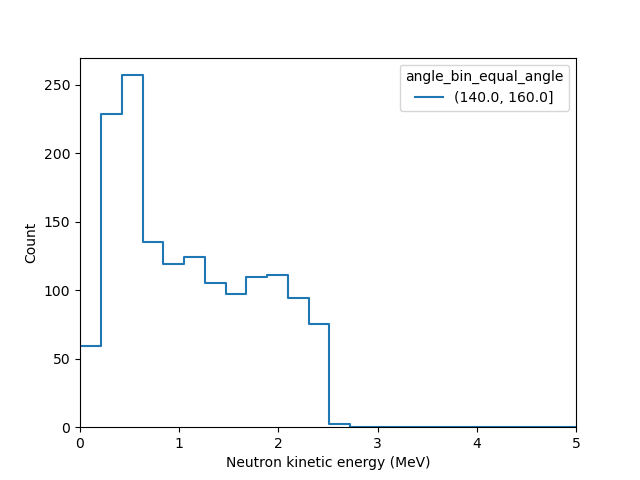 angle_bin_equal_angle
(140.0, 160.0]
250
200
150
100
50
0
Count
0 1 2 3 4 5
Neutron kinetic energy (MeV)